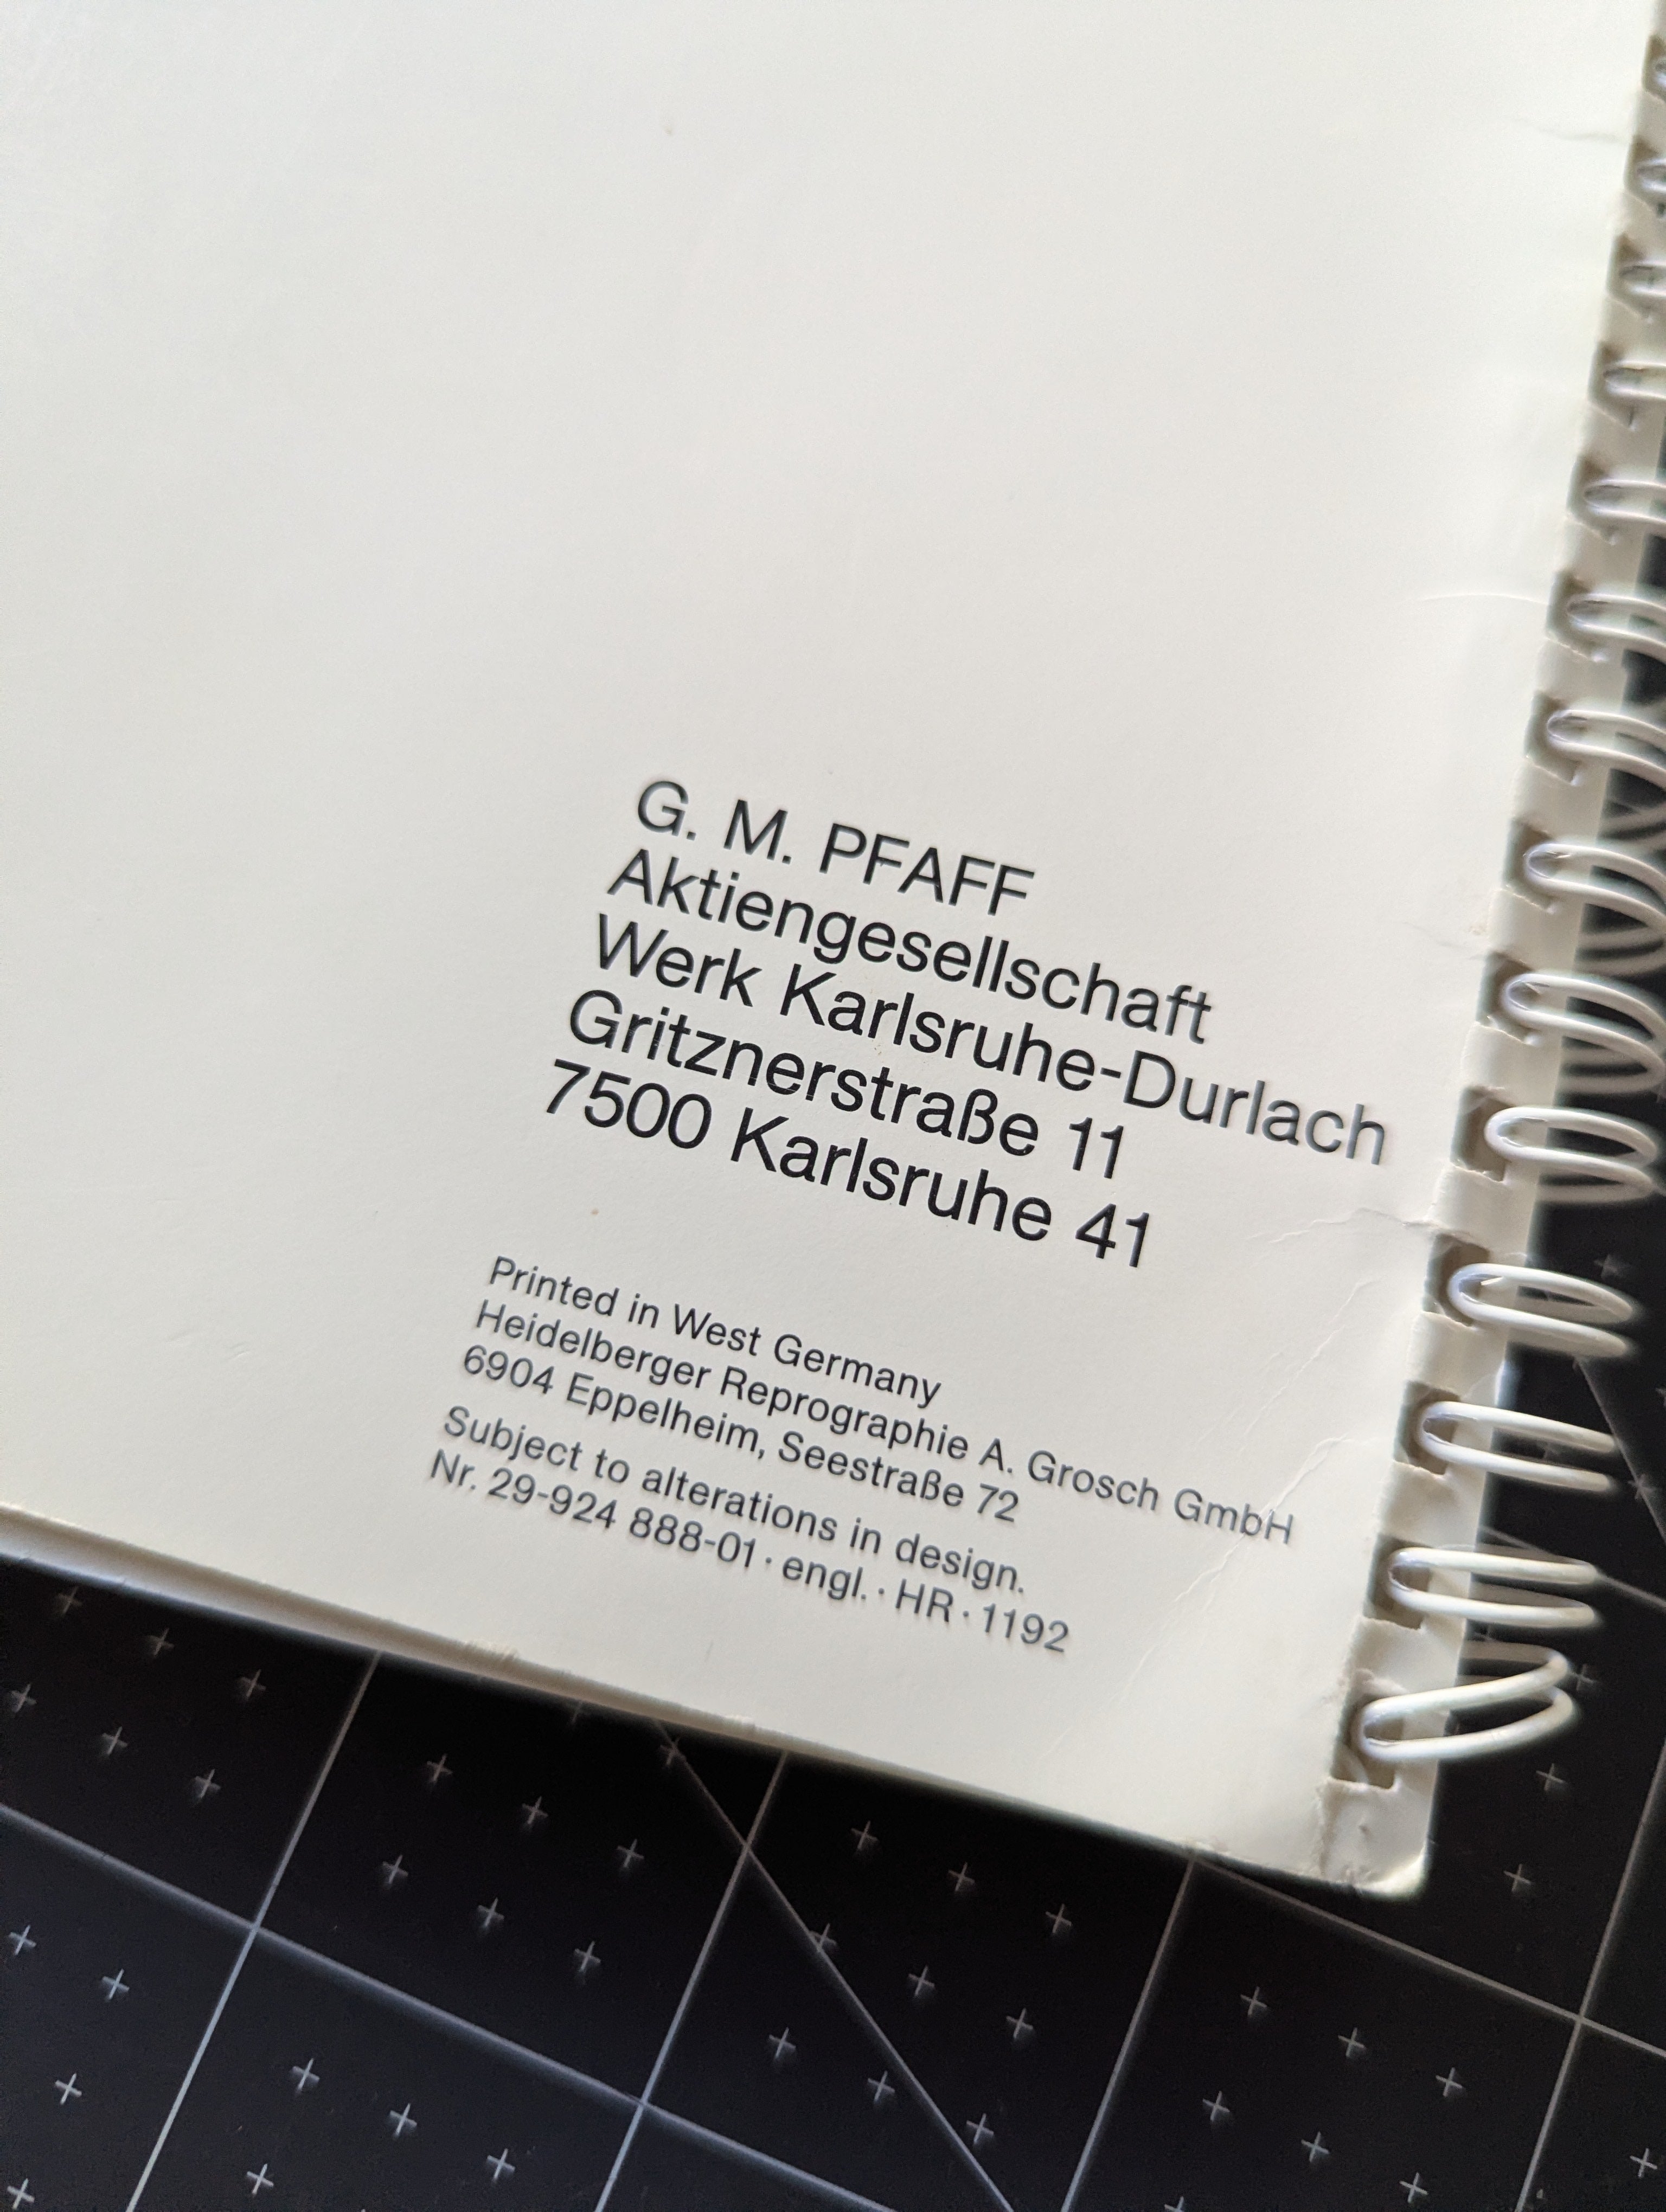 G. M. PFAFF
Aktiengesellschaft
Werk Karlsruhe-Durlach
Gritznerstraße 11
7500 Karlsruhe 41
Printed in West Germany
Heidelberger Reprographie A. Grosch GmbH
6904 Eppelheim, Seestraße 72
Subject to alterations in design.
Nr. 29-924 888-01 · engl. · HR · 1192